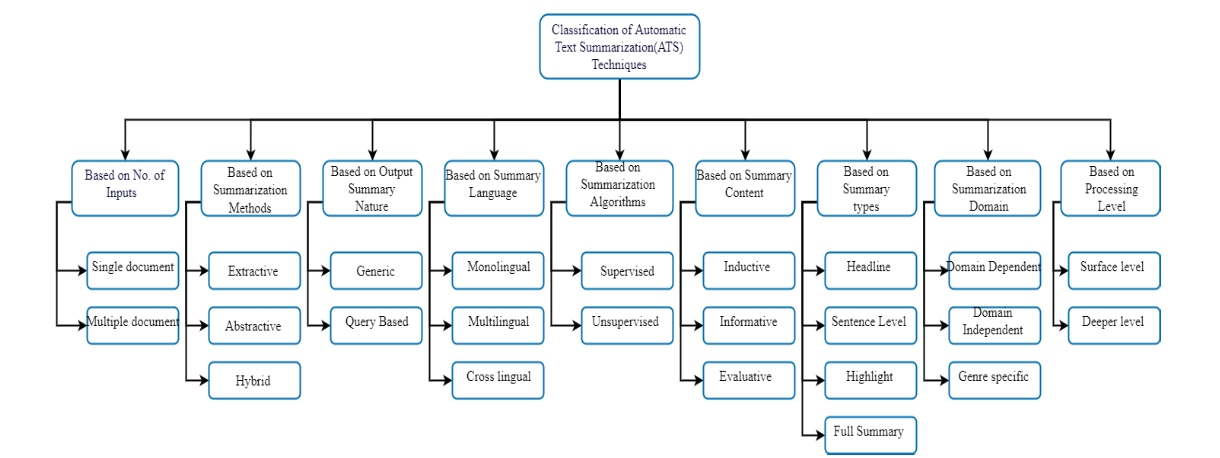 Classification of Automatic
Text Summarization(ATS)
Techniques
Based on No. of
Inputs
Based on
Summarization
Methods
Based on Output
Summary
Nature
Based on Summary
Language
Based on
Summarization
Algorithms
Based on Summary
Content
Based on
Summary
types
Based on
Summarization
Domain
Based on
Processing
Level
Single document
Multiple document
Extractive
Abstractive
Hybrid
Generic
Query Based
Monolingual
Multilingual
Cross lingual
Supervised
Unsupervised
Inductive
Informative
Evaluative
Headline
Sentence Level
Highlight
Full Summary
Domain Dependent
Domain
Independent
Genre specific
Surface level
Deeper level